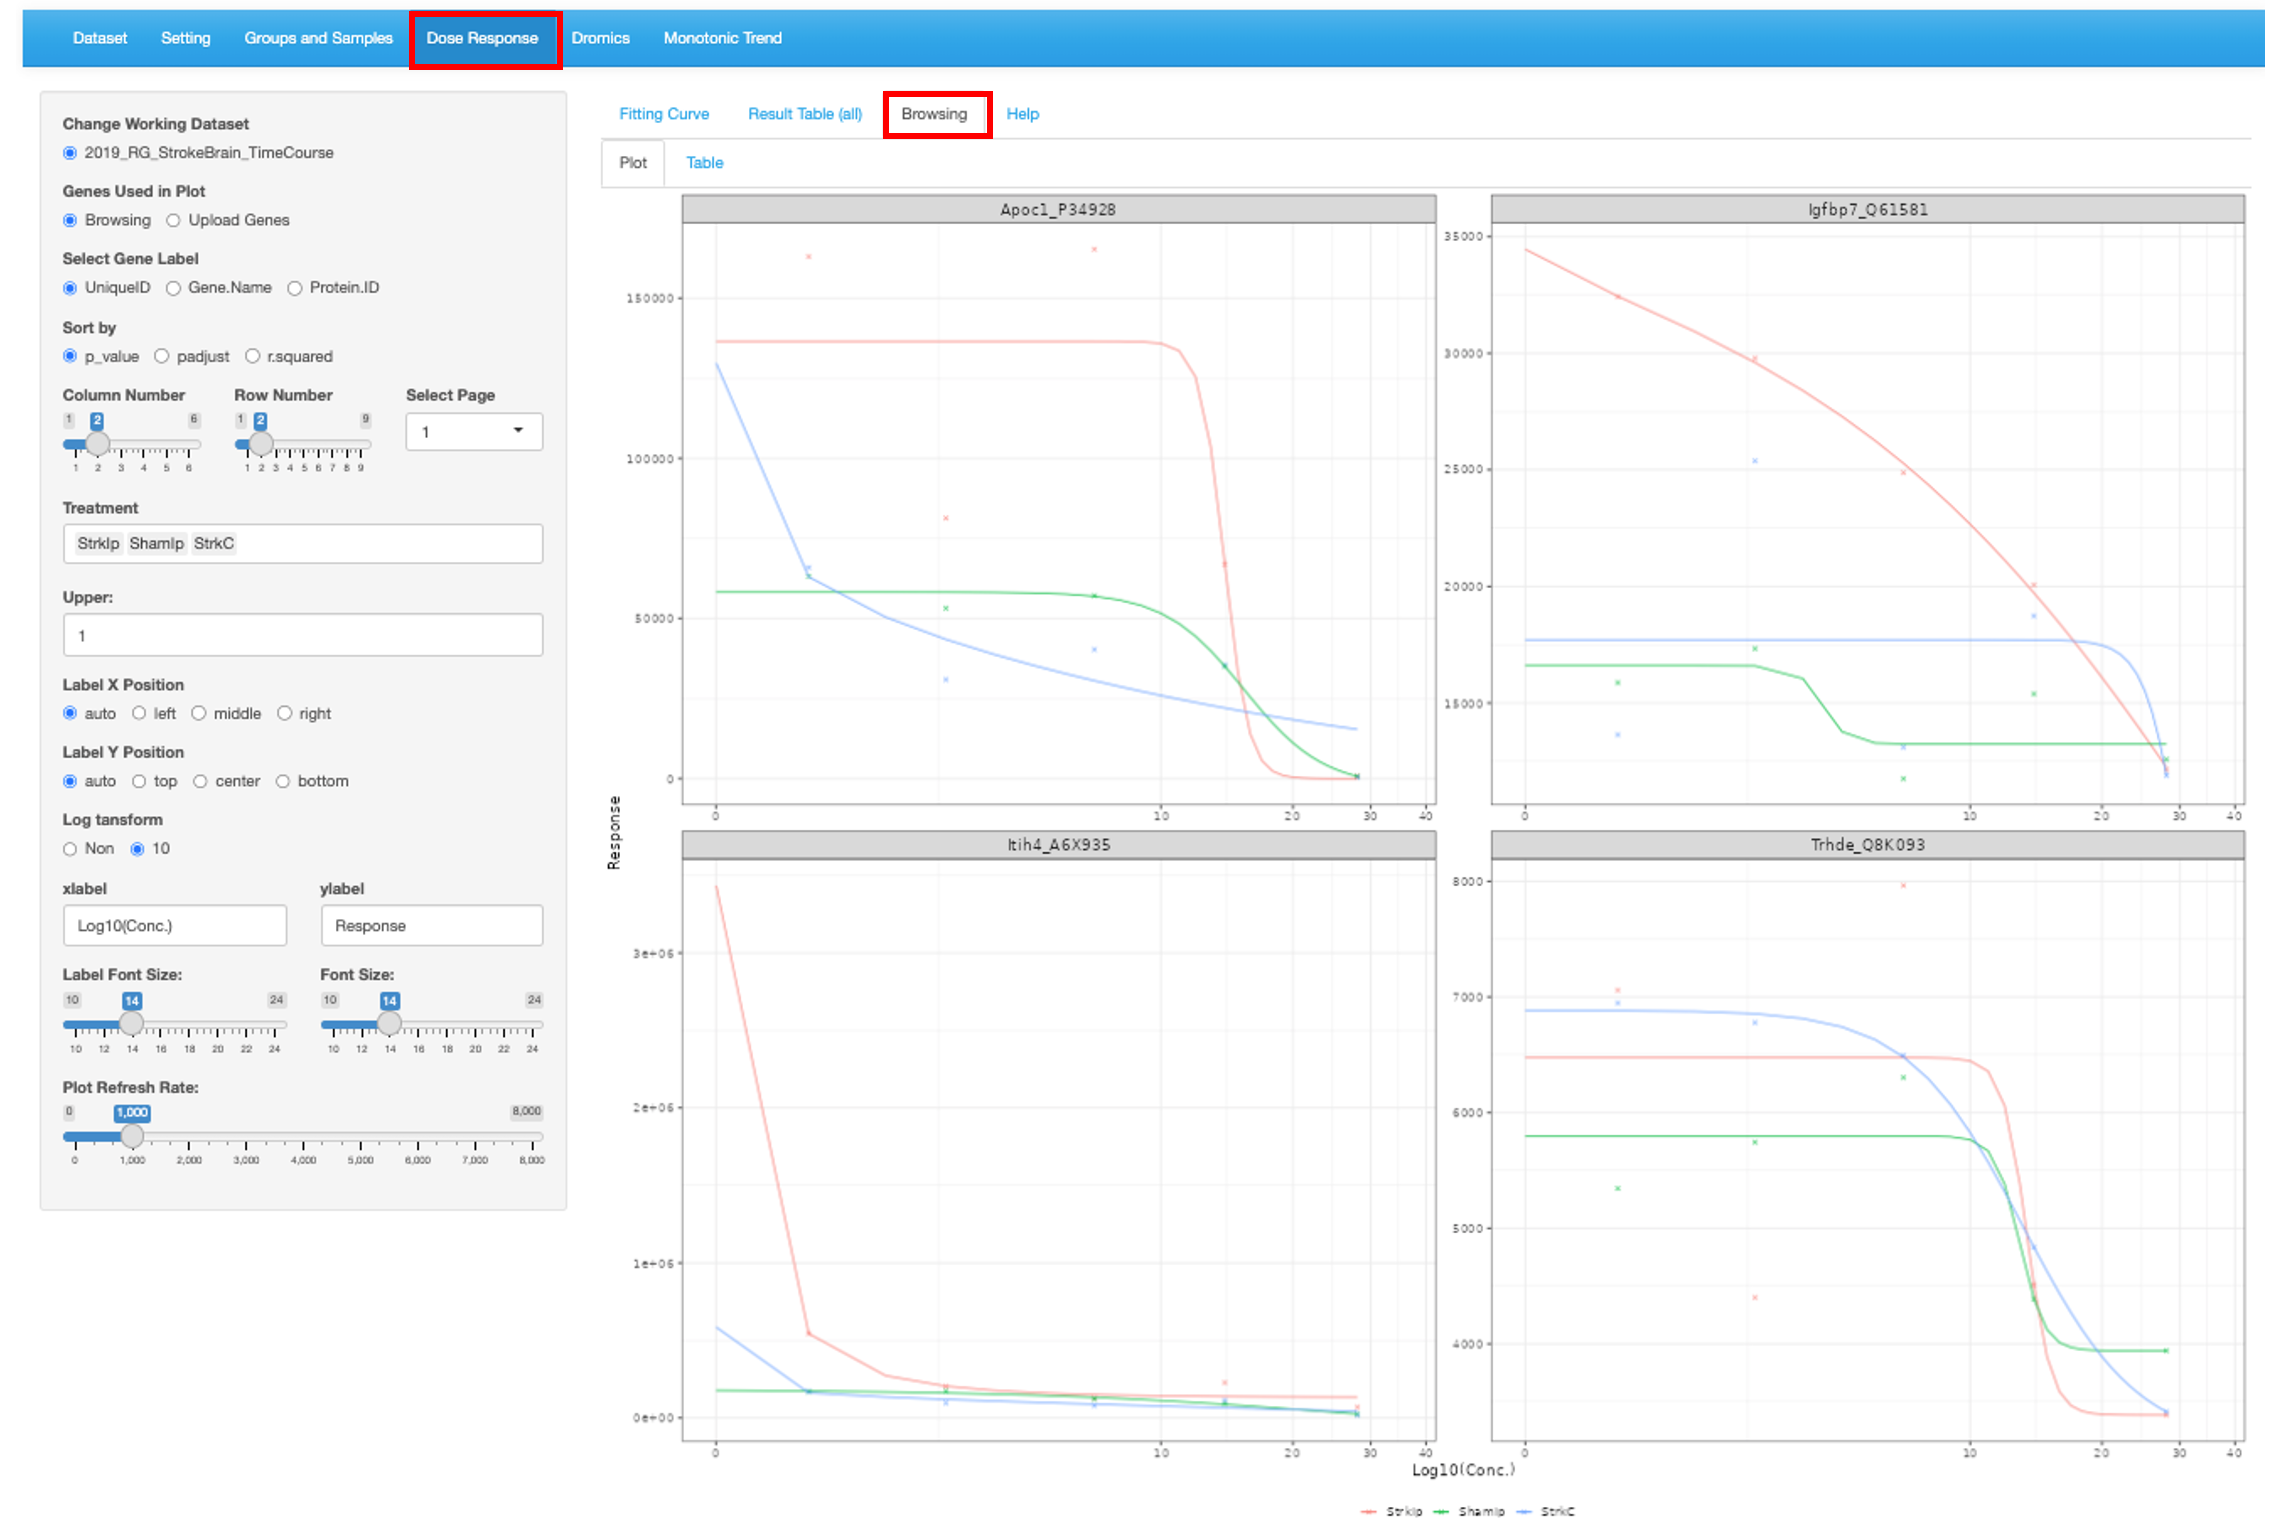 Dataset Setting Groups and Samples Dose Response Dromics Monotonic Trend
Change Working Dataset
2019_RG_StrokeBrain_TimeCourse
Genes Used in Plot
Browsing Upload Genes
Select Gene Label
UniqueID Gene.Name Protein.ID
Sort by
p_value padjust r.squared
Column Number Row Number Select Page
1 2 6 1 2 9
1
1 2 3 4 5 6 1 2 3 4 5 6 7 8 9
Treatment
StrkIp ShamIp StrkC
Upper:
1
Label X Position
auto left middle right
Label Y Position
auto top center bottom
Log tansform
Non 10
xlabel ylabel
Log10(Conc.) Response
Label Font Size: Font Size:
10 14 24 10 14 24
10 12 14 16 18 20 22 24 10 12 14 16 18 20 22 24
Plot Refresh Rate:
0 1,000 8,000
0 1,000 2,000 3,000 4,000 5,000 6,000 7,000 8,000
Fitting Curve Result Table (all) Browsing Help
Plot Table
Apoc1_P34928
150000
100000
50000
0
0 10 20 30 40
Igfbp7_Q61581
35000
30000
25000
20000
15000
0 10 20 30 40
Response
Itih4_A6X935
3e+06
2e+06
1e+06
0e+00
0 10 20 30 40
Trhde_Q8K093
8000
7000
6000
5000
4000
0 10 20 30 40
Log10(Conc.)
StrkIp ShamIp StrkC